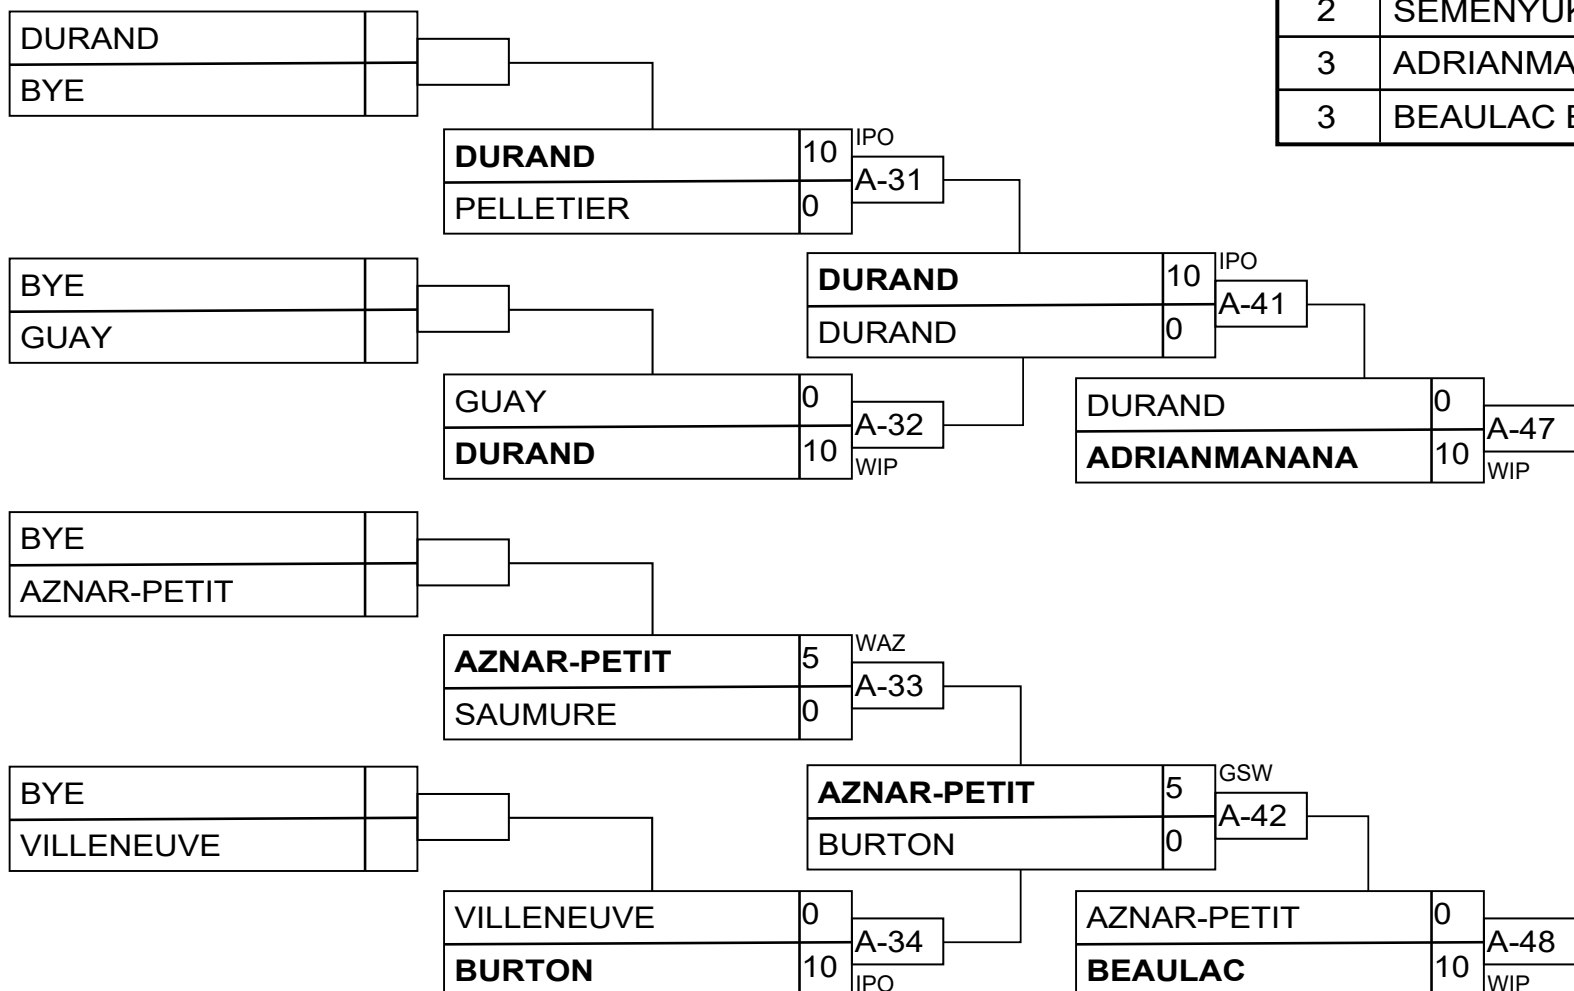 2
3 ADRIANMA
3 BEAULAC
DURAND
BYE
DURAND 10 IPO
A-31
PELLETIER 0
BYE
GUAY
DURAND 10 IPO
A-41
DURAND 0
GUAY 0
A-32
DURAND 10 WIP
DURAND 0
A-47
ADRIANMANANA 10 WIP
BYE
AZNAR-PETIT
AZNAR-PETIT 5 WAZ
A-33
SAUMURE 0
BYE
VILLENEUVE
AZNAR-PETIT 5 GSW
A-42
BURTON 0
VILLENEUVE 0
A-34
BURTON 10 IPO
AZNAR-PETIT 0
A-48
BEAULAC 10 WIP